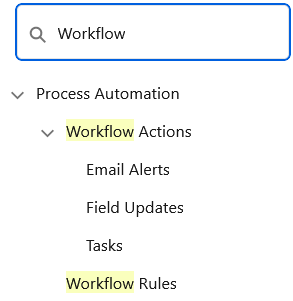 Workflow
Process Automation
Workflow Actions
Email Alerts
Field Updates
Tasks
Workflow Rules